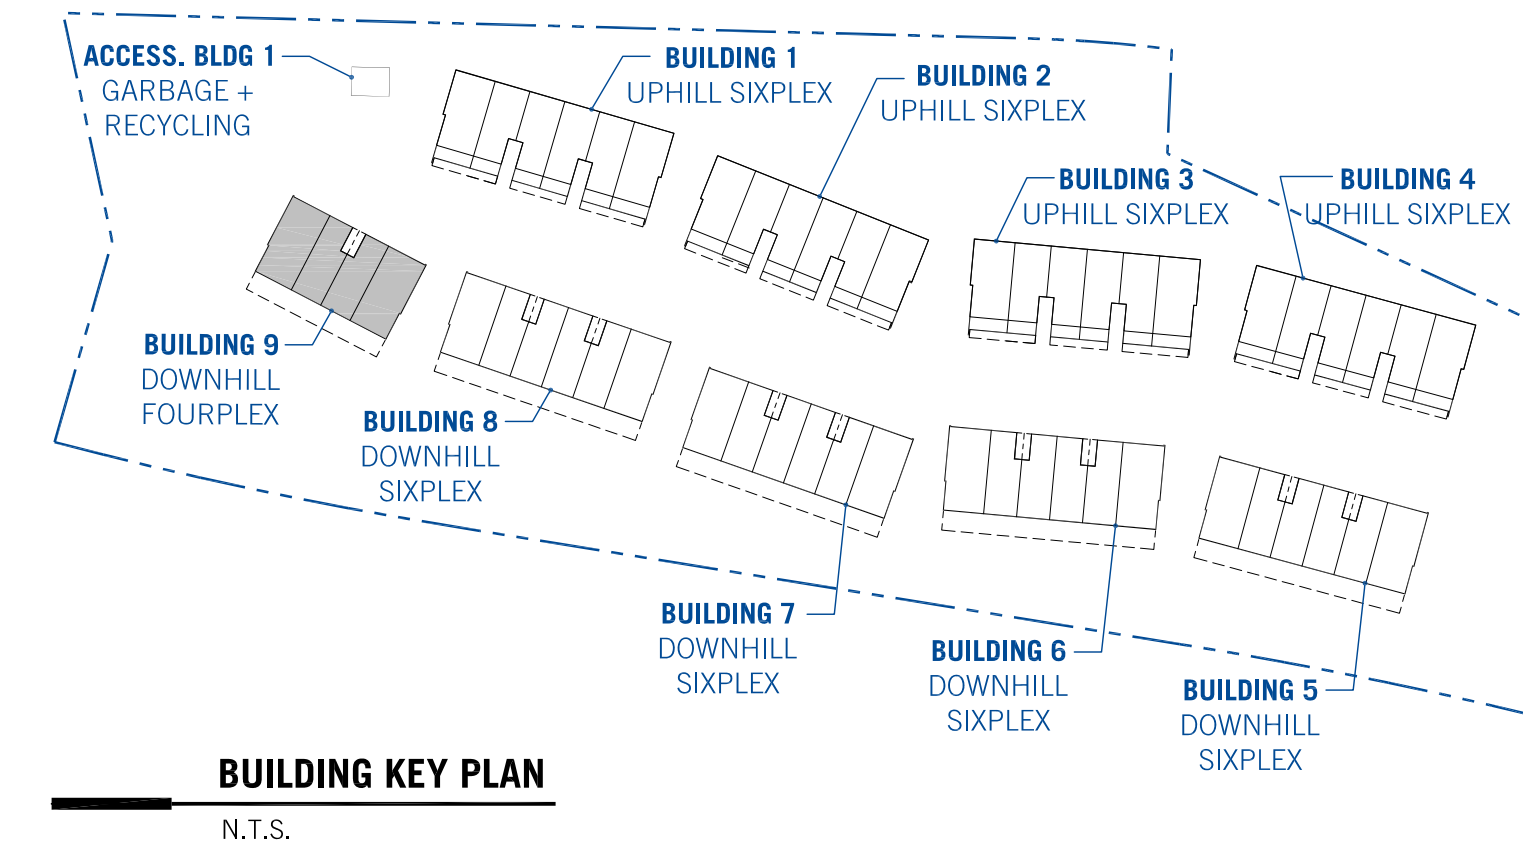 ACCESS. BLDG 1
GARBAGE +
RECYCLING
BUILDING 1
UPHILL SIXPLEX
BUILDING 2
UPHILL SIXPLEX
BUILDING 3
UPHILL SIXPLEX
BUILDING 4
UPHILL SIXPLEX
BUILDING 9
DOWNHILL
FOURPLEX
BUILDING 8
DOWNHILL
SIXPLEX
BUILDING 7
DOWNHILL
SIXPLEX
BUILDING 6
DOWNHILL
SIXPLEX
BUILDING 5
DOWNHILL
SIXPLEX
BUILDING KEY PLAN
N.T.S.